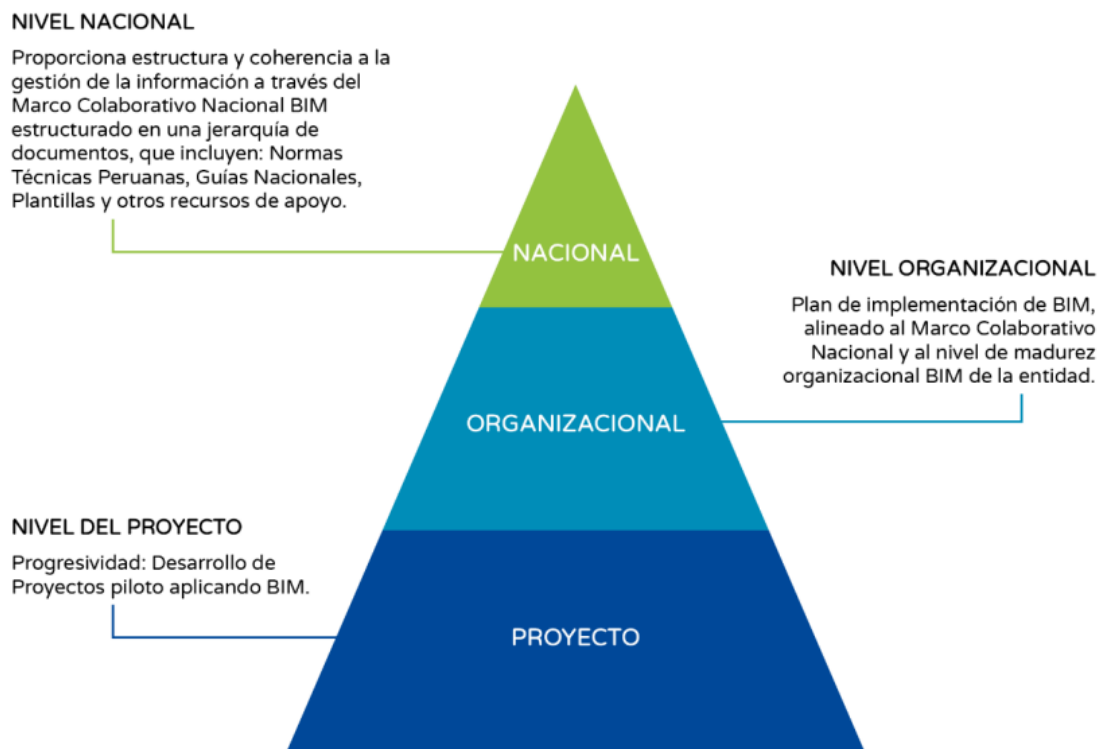 NIVEL NACIONAL
Proporciona estructura y coherencia a la
gestión de la información a través del
Marco Colaborativo Nacional BIM
estructurado en una jerarquía de
documentos, que incluyen: Normas
Técnicas Peruanas, Guías Nacionales,
Plantillas y otros recursos de apoyo.
NACIONAL
NIVEL ORGANIZACIONAL
Plan de implementación de BIM,
alineado al Marco Colaborativo
Nacional y al nivel de madurez
organizacional BIM de la entidad.
ORGANIZACIONAL
NIVEL DEL PROYECTO
Progresividad: Desarrollo de
Proyectos piloto aplicando BIM.
PROYECTO